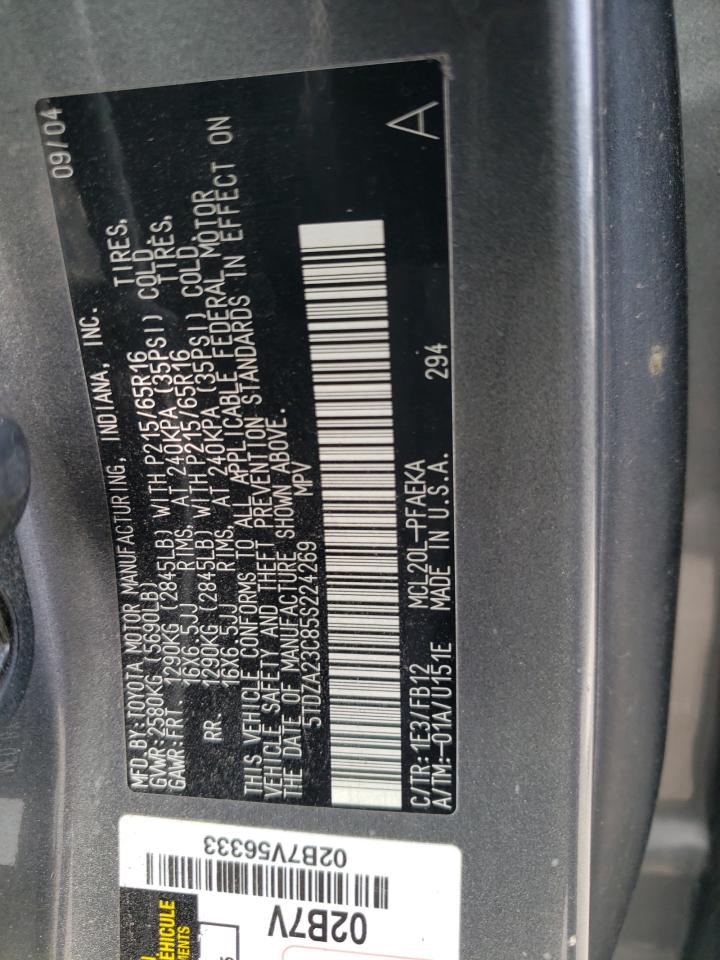 MFD.BY:TOYOTA MOTOR MANUFACTURING, INDIANA, INC. 09/04
GVWR:2580KG (5690LB)
GAWR:FRT. 1290KG (2845LB) WITH P215/65R16 TIRES,
16X6.5JJ RIMS, AT 240KPA (35PSI) COLD
RR. 1290KG (2845LB) WITH P215/65R16 TIRES,
16X6.5JJ RIMS, AT 240KPA (35PSI) COLD.
THIS VEHICLE CONFORMS TO ALL APPLICABLE FEDERAL MOTOR
VEHICLE SAFETY AND THEFT PREVENTION STANDARDS IN EFFECT ON
THE DATE OF MANUFACTURE SHOWN ABOVE.
5TDZA23C85S224269 MPV
C/TR:1E3/FB12 MCL20L-PFAEKA A
A/TM:-01A/U151E MADE IN U.S.A. 294
02B7V56333
02B7V
ÉHICULE